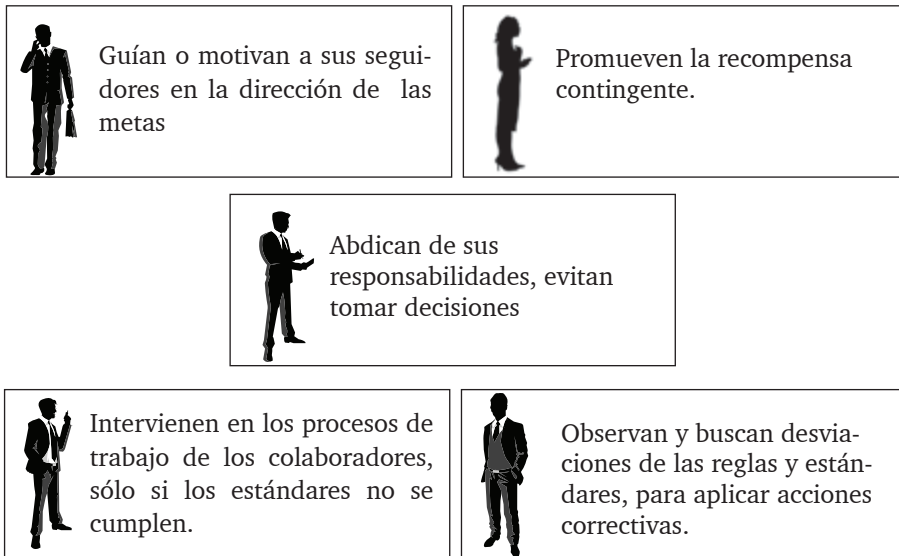 Guían o motivan a sus segui-
dores en la dirección de las
metas
Promueven la recompensa
contingente.
Abdican de sus
responsabilidades, evitan
tomar decisiones
Intervienen en los procesos de
trabajo de los colaboradores,
sólo si los estándares no se
cumplen.
Observan y buscan desvia-
ciones de las reglas y están-
dares, para aplicar acciones
correctivas.